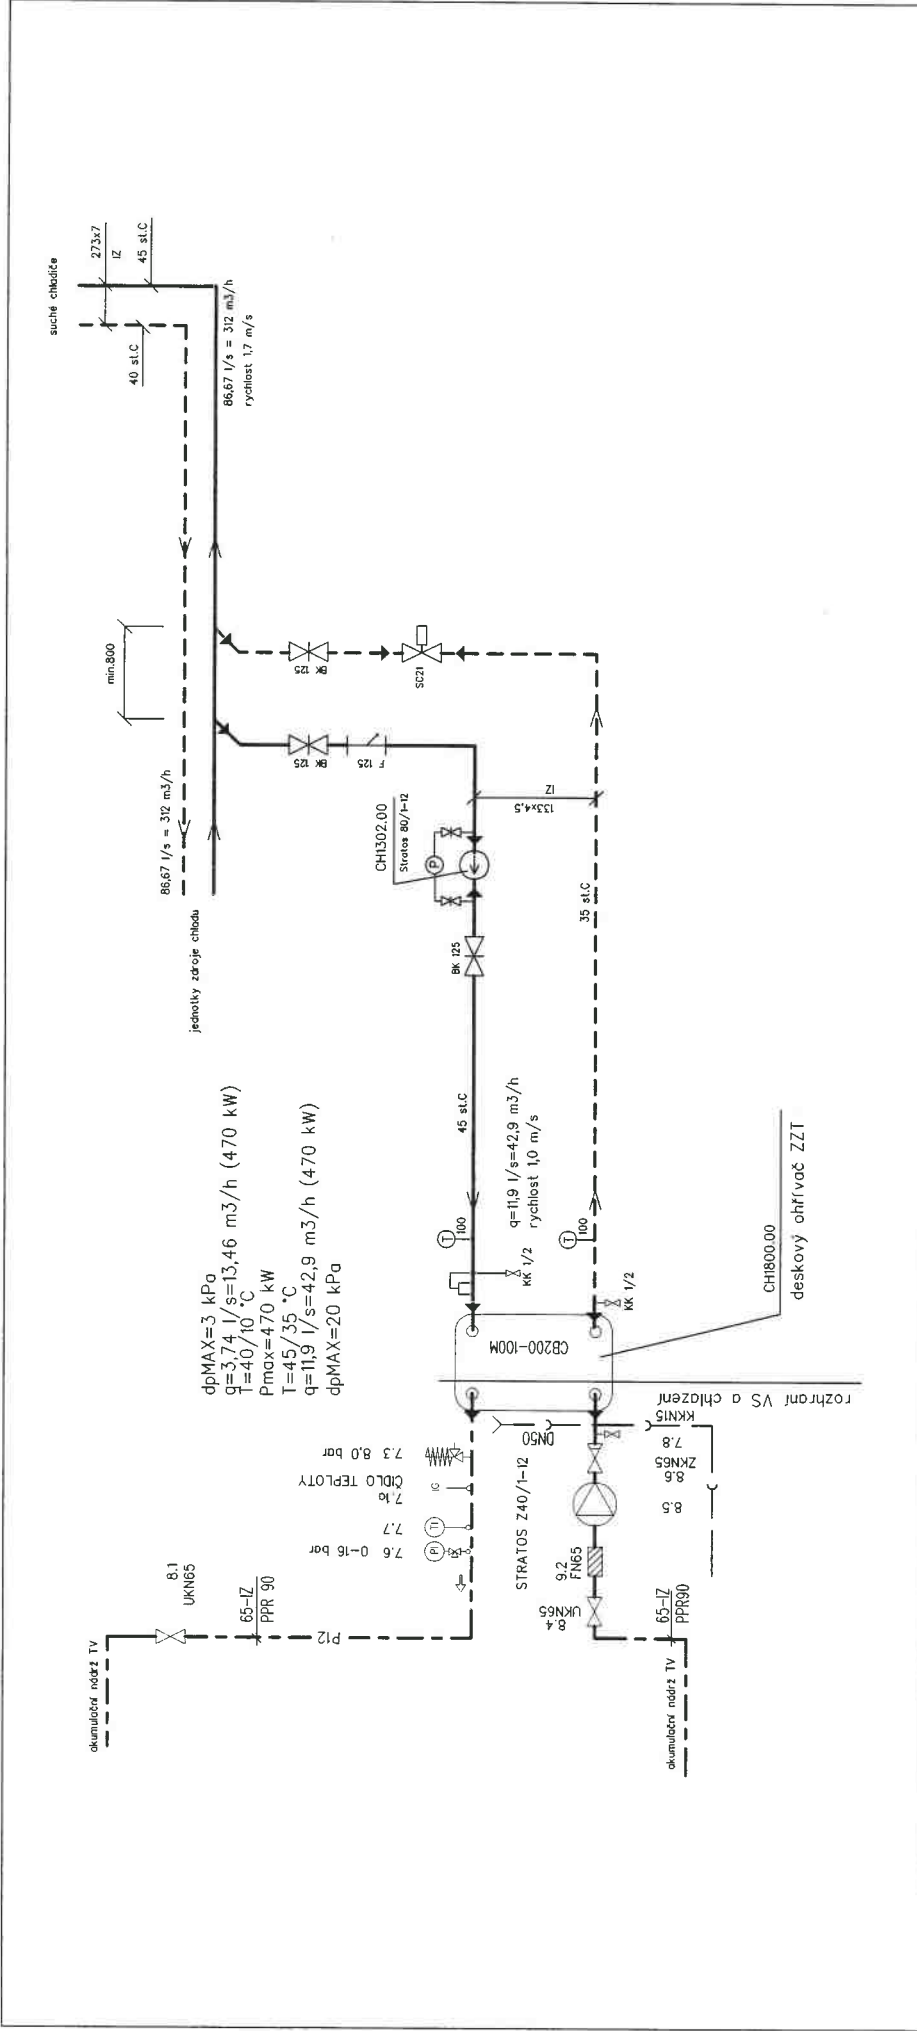 suché chladiče
273x7
IZ
45 st.C
40 st.C
86,67 l/s = 312 m3/h
rychlost 1,7 m/s
min.800
86,67 l/s = 312 m3/h
jednotky zdroje chladu
BK 125
BK 125
F 125
SC21
CH1302.00
Stratos 80/1-12
P
133x4,5
IZ
BK 125
35 st.C
45 st.C
q=11,9 l/s=42,9 m3/h
rychlost 1,0 m/s
T
100
T
100
KK 1/2
KK 1/2
dpMAX=3 kPa
q=3,74 l/s=13,46 m3/h (470 kW)
T=40/10 °C
Pmax=470 kW
T=45/35 °C
q=11,9 l/s=42,9 m3/h (470 kW)
dpMAX=20 kPa
CB200-100M
CH1800.00
deskový ohřívač ZZT
rozhraní VS a chlazení
7.3 8,0 bar
7.1a
ČIDLO TEPLOTY
IG
7.7
TI
7.6 0-16 bar
PI
DN50
KKN15
7.8
ZKN65
8.6
8.5
STRATOS Z40/1-12
9.2
FN65
UKN65
8.4
65-IZ
PPR90
akumulační nádrž TV
8.1
UKN65
65-IZ
PPR 90
P12
akumulační nádrž TV